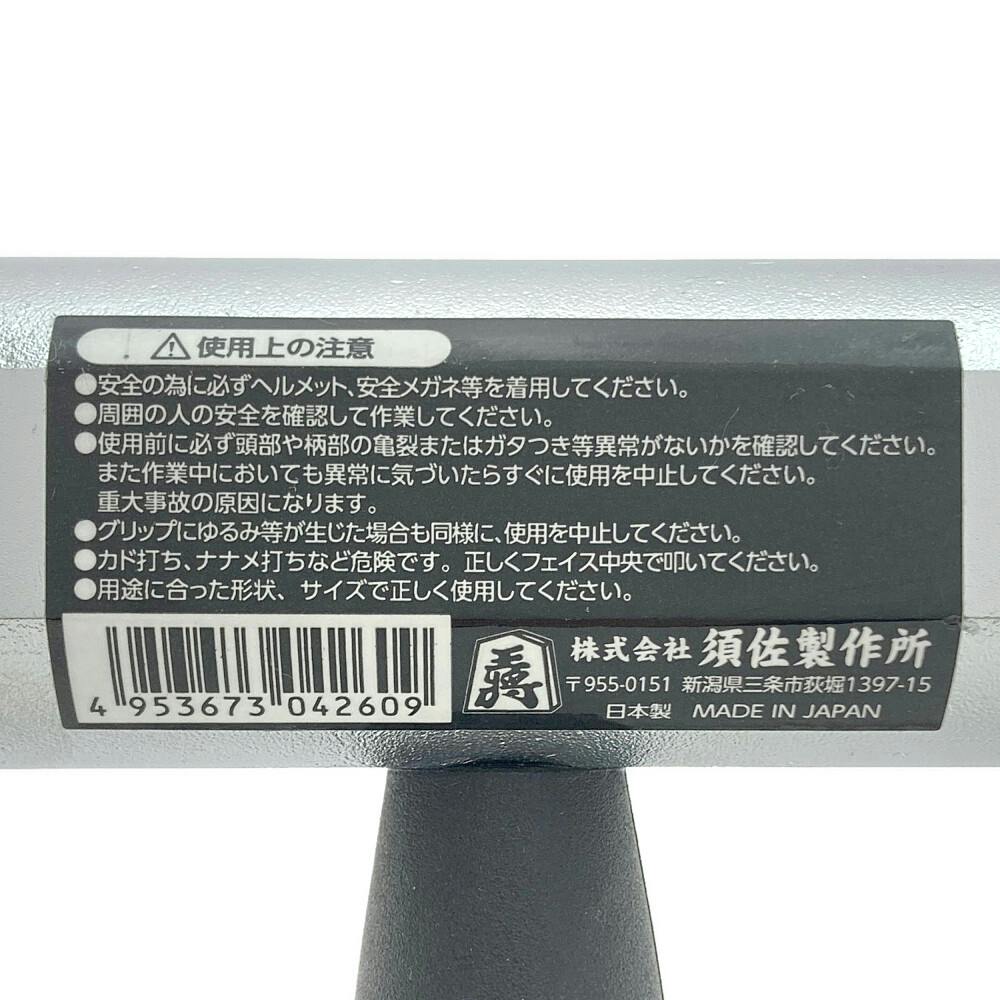 ⚠使用上の注意
●安全の為に必ずヘルメット、安全メガネ等を着用してください。
●周囲の人の安全を確認して作業してください。
●使用前に必ず頭部や柄部の亀裂またはガタつき等異常がないかを確認してください。
また作業中においても異常に気づいたらすぐに使用を中止してください。
重大事故の原因になります。
●グリップにゆるみ等が生じた場合も同様に、使用を中止してください。
●カド打ち、ナナメ打ちなど危険です。正しくフェイス中央で叩いてください。
●用途に合った形状、サイズで正しく使用してください。
4 953673 042609
株式会社 須佐製作所
〒955-0151 新潟県三条市荻堀1397-15
日本製 MADE IN JAPAN